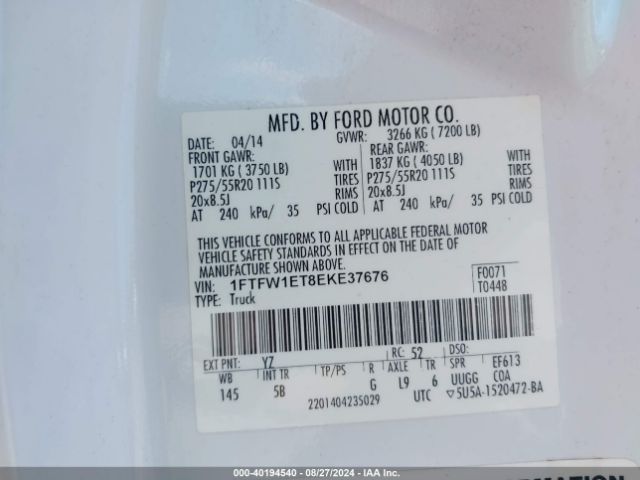 MFD. BY FORD MOTOR CO.
DATE: 04/14 GVWR: 3266 KG ( 7200 LB)
FRONT GAWR: REAR GAWR:
1701 KG ( 3750 LB) WITH 1837 KG ( 4050 LB) WITH
P275/55R20 111S TIRES P275/55R20 111S TIRES
20x8.5J RIMS 20x8.5J RIMS
AT 240 kPa/ 35 PSI COLD AT 240 kPa/ 35 PSI COLD
THIS VEHICLE CONFORMS TO ALL APPLICABLE FEDERAL MOTOR
VEHICLE SAFETY STANDARDS IN EFFECT ON THE DATE OF
MANUFACTURE SHOWN ABOVE.
VIN: 1FTFW1ET8EKE37676 F0071
TYPE: Truck T0448
EXT PNT: YZ RC: 52 DSO:
WB INT TR TP/PS R AXLE TR SPR EF613
145 5B G L9 6 UUGG COA
2201404235029 UTC ▽5U5A-1520472-BA
000-40194540 - 08/27/2024 - IAA Inc.